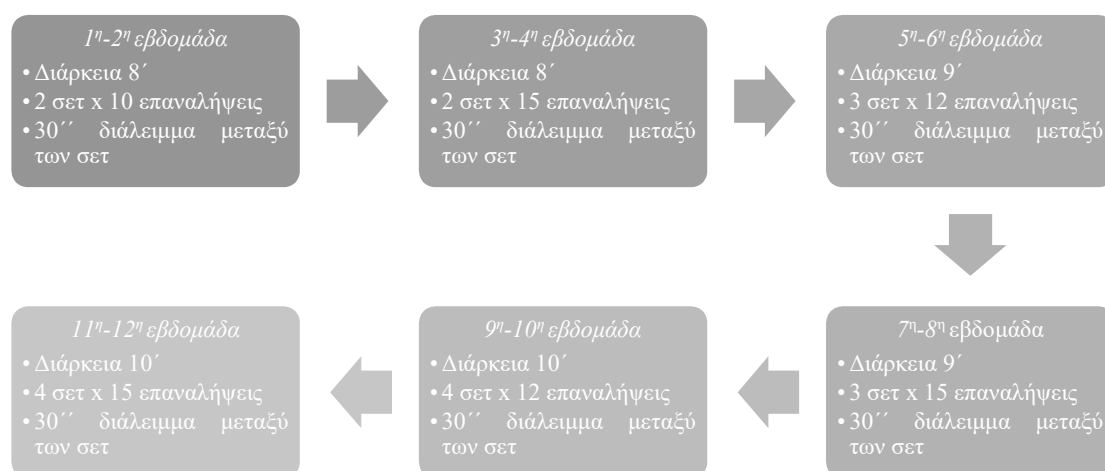 1η-2η εβδομάδα
• Διάρκεια 8΄
• 2 σετ x 10 επαναλήψεις
• 30΄΄ διάλειμμα μεταξύ
των σετ
3η-4η εβδομάδα
• Διάρκεια 8΄
• 2 σετ x 15 επαναλήψεις
• 30΄΄ διάλειμμα μεταξύ
των σετ
5η-6η εβδομάδα
• Διάρκεια 9΄
• 3 σετ x 12 επαναλήψεις
• 30΄΄ διάλειμμα μεταξύ
των σετ
7η-8η εβδομάδα
• Διάρκεια 9΄
• 3 σετ x 15 επαναλήψεις
• 30΄΄ διάλειμμα μεταξύ
των σετ
9η-10η εβδομάδα
• Διάρκεια 10΄
• 4 σετ x 12 επαναλήψεις
• 30΄΄ διάλειμμα μεταξύ
των σετ
11η-12η εβδομάδα
• Διάρκεια 10΄
• 4 σετ x 15 επαναλήψεις
• 30΄΄ διάλειμμα μεταξύ
των σετ